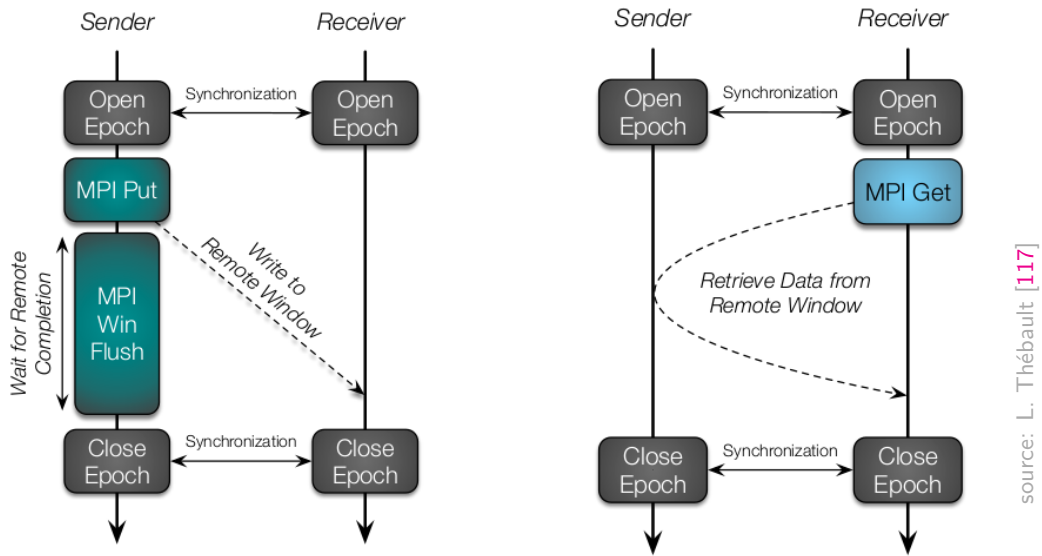 Sender
Receiver
Open
Epoch
Synchronization
Open
Epoch
MPI Put
Wait for Remote
Completion
MPI
Win
Flush
Write to
Remote Window
Close
Epoch
Synchronization
Close
Epoch
Sender
Receiver
Open
Epoch
Synchronization
Open
Epoch
MPI Get
Retrieve Data from
Remote Window
Close
Epoch
Synchronization
Close
Epoch
source: L. Thébault [117]